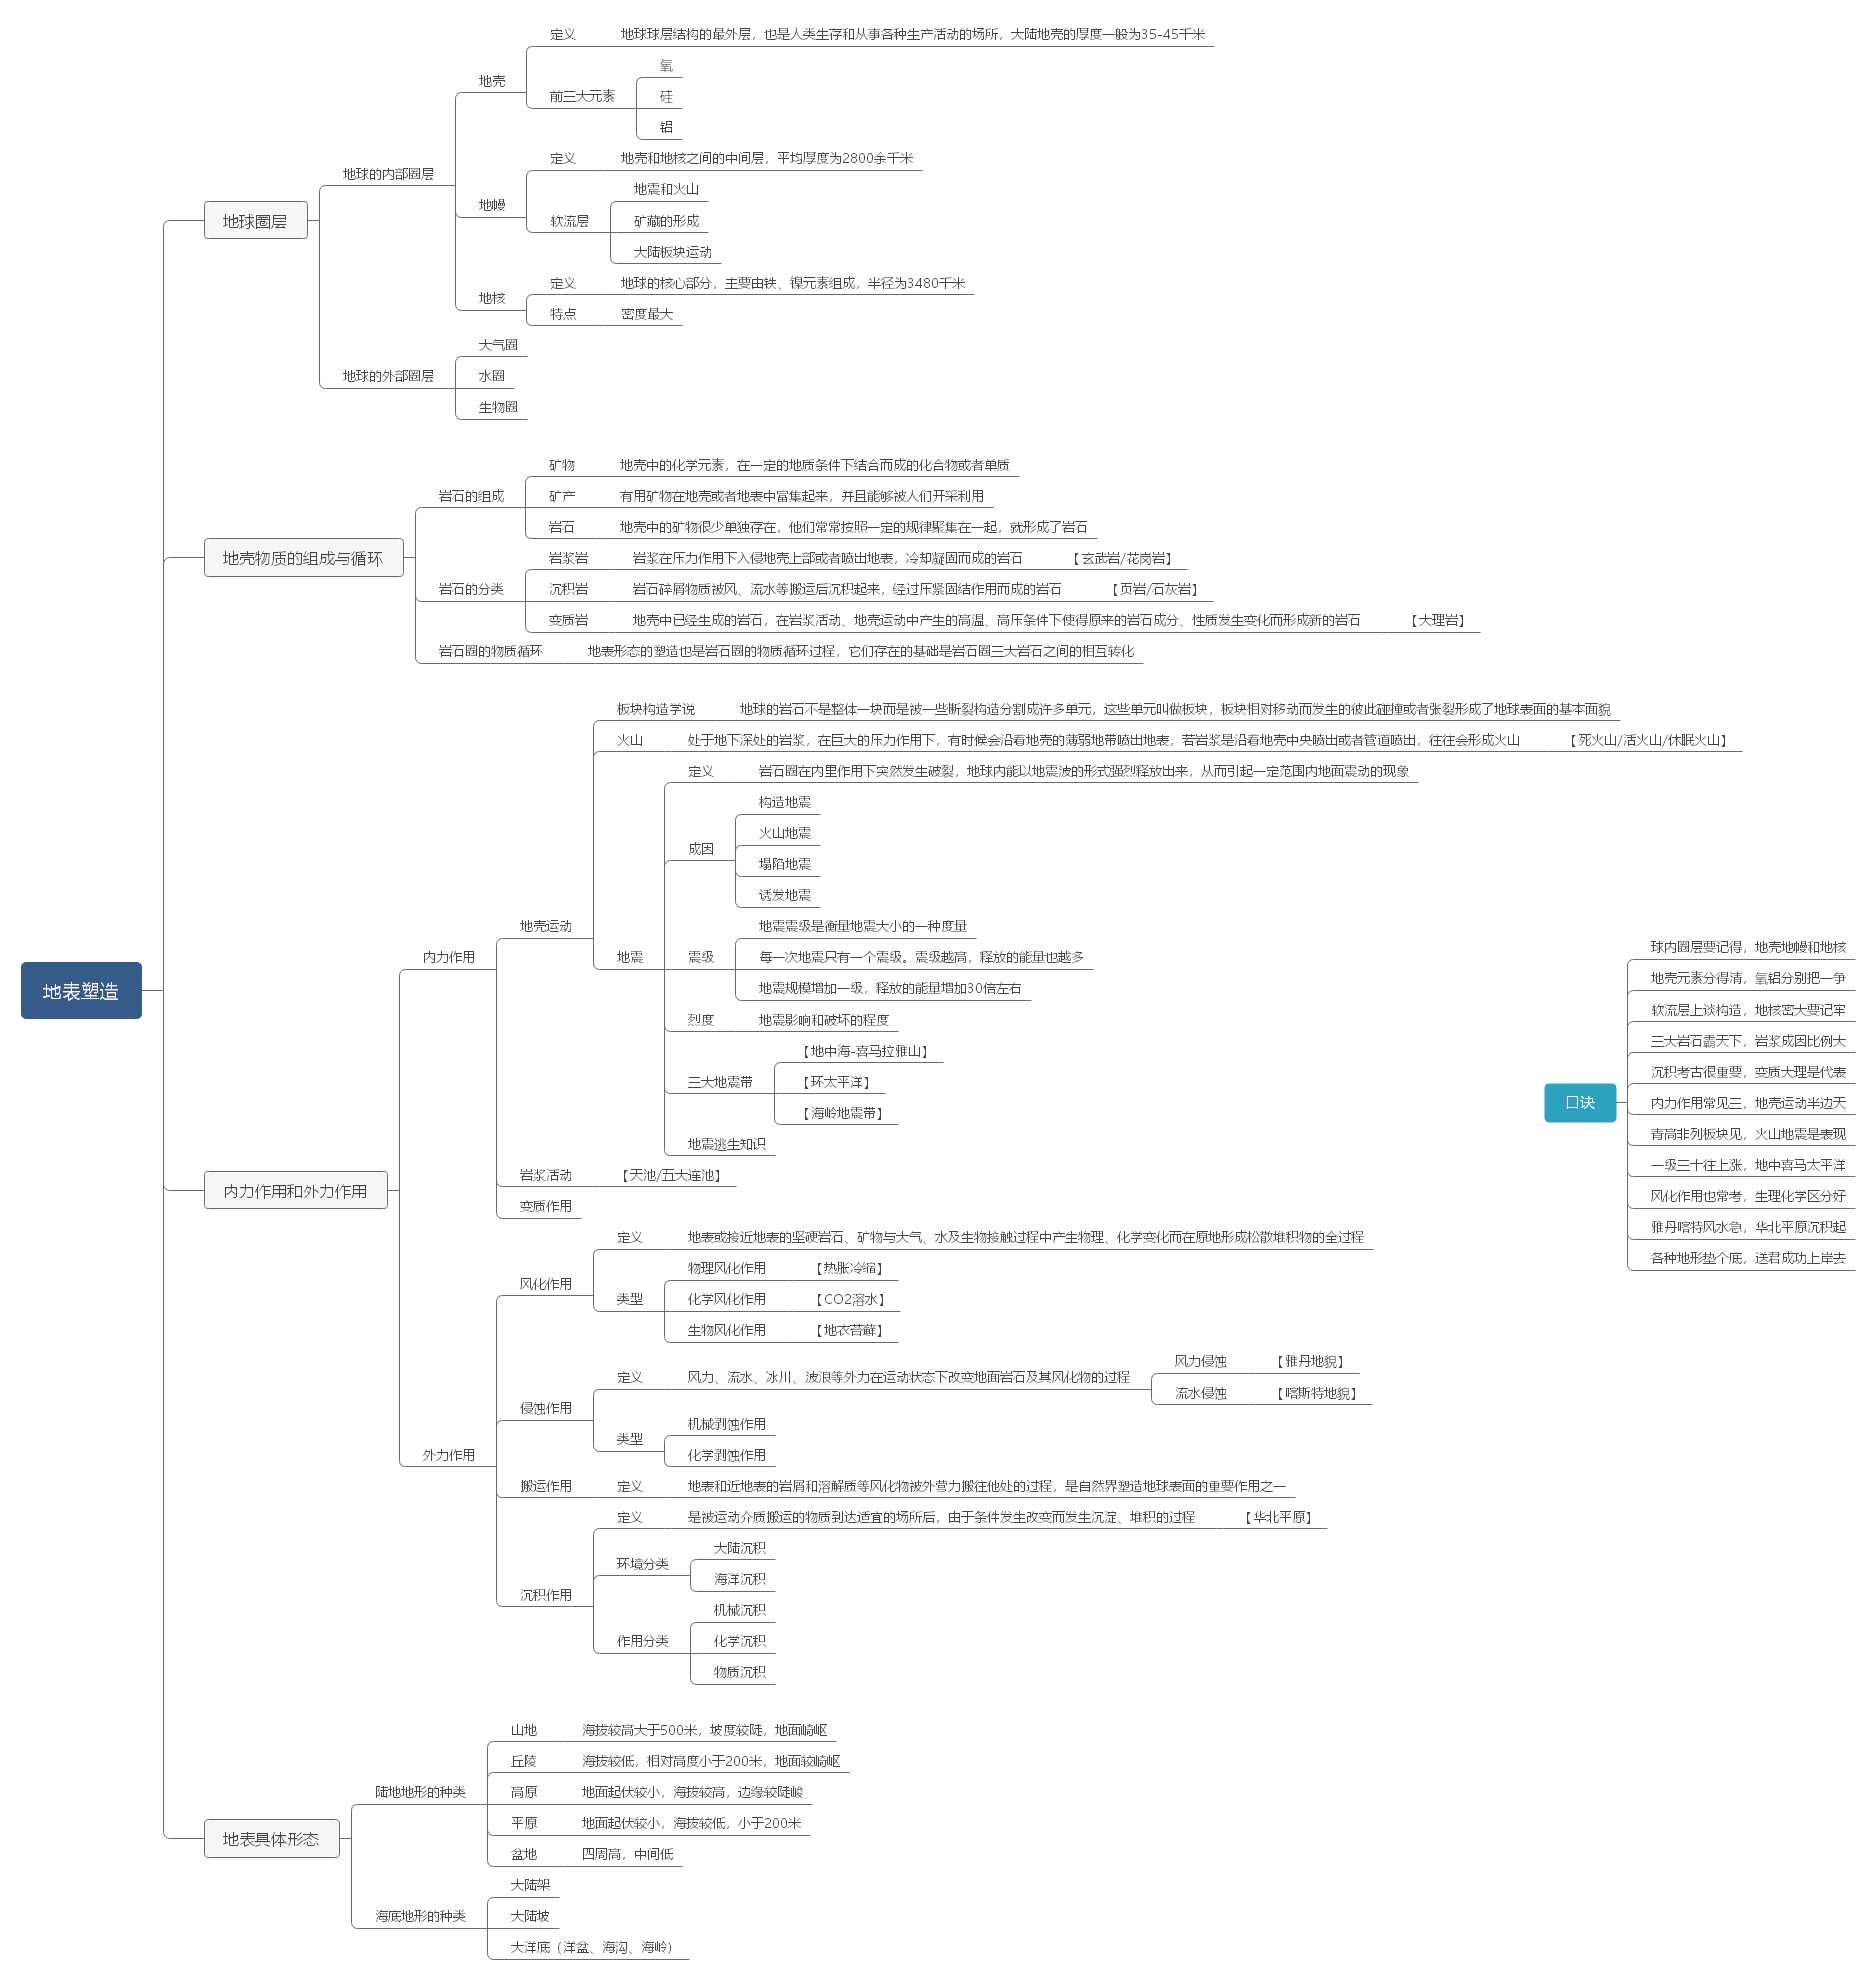 地表塑造
地球圈层
地球的内部圈层
地壳
定义
地球球层结构的最外层，也是人类生存和从事各种生产活动的场所，大陆地壳的厚度一般为35-45千米
前三大元素
氧
硅
铝
地幔
定义
地壳和地核之间的中间层，平均厚度为2800余千米
软流层
地震和火山
矿藏的形成
大陆板块运动
地核
定义
地球的核心部分，主要由铁、镍元素组成，半径为3480千米
特点
密度最大
地球的外部圈层
大气圈
水圈
生物圈
地壳物质的组成与循环
岩石的组成
矿物
地壳中的化学元素，在一定的地质条件下结合而成的化合物或者单质
矿产
有用矿物在地壳或者地表中富集起来，并且能够被人们开采利用
岩石
地壳中的矿物很少单独存在，他们常常按照一定的规律聚集在一起，就形成了岩石
岩石的分类
岩浆岩
岩浆在压力作用下入侵地壳上部或者喷出地表，冷却凝固而成的岩石
【玄武岩/花岗岩】
沉积岩
岩石碎屑物质被风、流水等搬运后沉积起来，经过压紧固结作用而成的岩石
【页岩/石灰岩】
变质岩
地壳中已经生成的岩石，在岩浆活动、地壳运动中产生的高温、高压条件下使得原来的岩石成分、性质发生变化而形成新的岩石
【大理岩】
岩石圈的物质循环
地表形态的塑造也是岩石圈的物质循环过程，它们存在的基础是岩石圈三大岩石之间的相互转化
内力作用和外力作用
内力作用
地壳运动
板块构造学说
地球的岩石不是整体一块而是被一些断裂构造分割成许多单元，这些单元叫做板块，板块相对移动而发生的彼此碰撞或者张裂形成了地球表面的基本面貌
火山
处于地下深处的岩浆，在巨大的压力作用下，有时候会沿着地壳的薄弱地带喷出地表，若岩浆是沿着地壳中央喷出或者管道喷出，往往会形成火山
【死火山/活火山/休眠火山】
地震
定义
岩石圈在内里作用下突然发生破裂，地球内能以地震波的形式强烈释放出来，从而引起一定范围内地面震动的现象
成因
构造地震
火山地震
塌陷地震
诱发地震
震级
地震震级是衡量地震大小的一种度量
每一次地震只有一个震级。震级越高，释放的能量也越多
地震规模增加一级，释放的能量增加30倍左右
烈度
地震影响和破坏的程度
三大地震带
【地中海-喜马拉雅山】
【环太平洋】
【海岭地震带】
地震逃生知识
岩浆活动
【天池/五大连池】
变质作用
外力作用
风化作用
定义
地表或接近地表的坚硬岩石、矿物与大气、水及生物接触过程中产生物理、化学变化而在原地形成松散堆积物的全过程
类型
物理风化作用
【热胀冷缩】
化学风化作用
【CO2溶水】
生物风化作用
【地衣苔藓】
侵蚀作用
定义
风力、流水、冰川、波浪等外力在运动状态下改变地面岩石及其风化物的过程
风力侵蚀
【雅丹地貌】
流水侵蚀
【喀斯特地貌】
类型
机械剥蚀作用
化学剥蚀作用
搬运作用
定义
地表和近地表的岩屑和溶解质等风化物被外营力搬往他处的过程，是自然界塑造地球表面的重要作用之一
沉积作用
定义
是被运动介质搬运的物质到达适宜的场所后，由于条件发生改变而发生沉淀、堆积的过程
【华北平原】
环境分类
大陆沉积
海洋沉积
作用分类
机械沉积
化学沉积
物质沉积
地表具体形态
陆地地形的种类
山地
海拔较高大于500米，坡度较陡，地面崎岖
丘陵
海拔较低，相对高度小于200米，地面较崎岖
高原
地面起伏较小，海拔较高，边缘较陡峻
平原
地面起伏较小，海拔较低，小于200米
盆地
四周高，中间低
海底地形的种类
大陆架
大陆坡
大洋底（洋盆、海沟、海岭）
口诀
球内圈层要记得，地壳地幔和地核
地壳元素分得清，氧铝分别把一争
软流层上谈构造，地核密大要记牢
三大岩石霸天下，岩浆成因比例大
沉积考古很重要，变质大理是代表
内力作用常见三，地壳运动半边天
青高非列板块见，火山地震是表现
一级三十往上涨，地中喜马太平洋
风化作用也常考，生理化学区分好
雅丹喀特风水急，华北平原沉积起
各种地形垫个底，送君成功上岸去